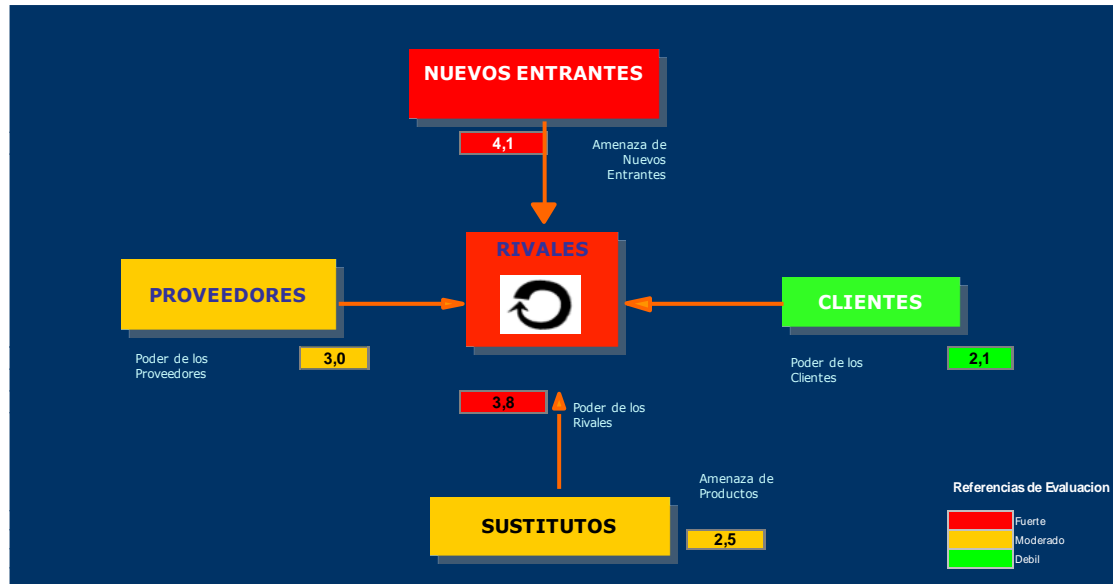 NUEVOS ENTRANTES
4,1
Amenaza de
Nuevos
Entrantes
RIVALES
PROVEEDORES
CLIENTES
Poder de los
Proveedores
3,0
Poder de los
Clientes
2,1
3,8
Poder de los
Rivales
Amenaza de
Productos
SUSTITUTOS
2,5
Referencias de Evaluacion
Fuerte
Moderado
Debil